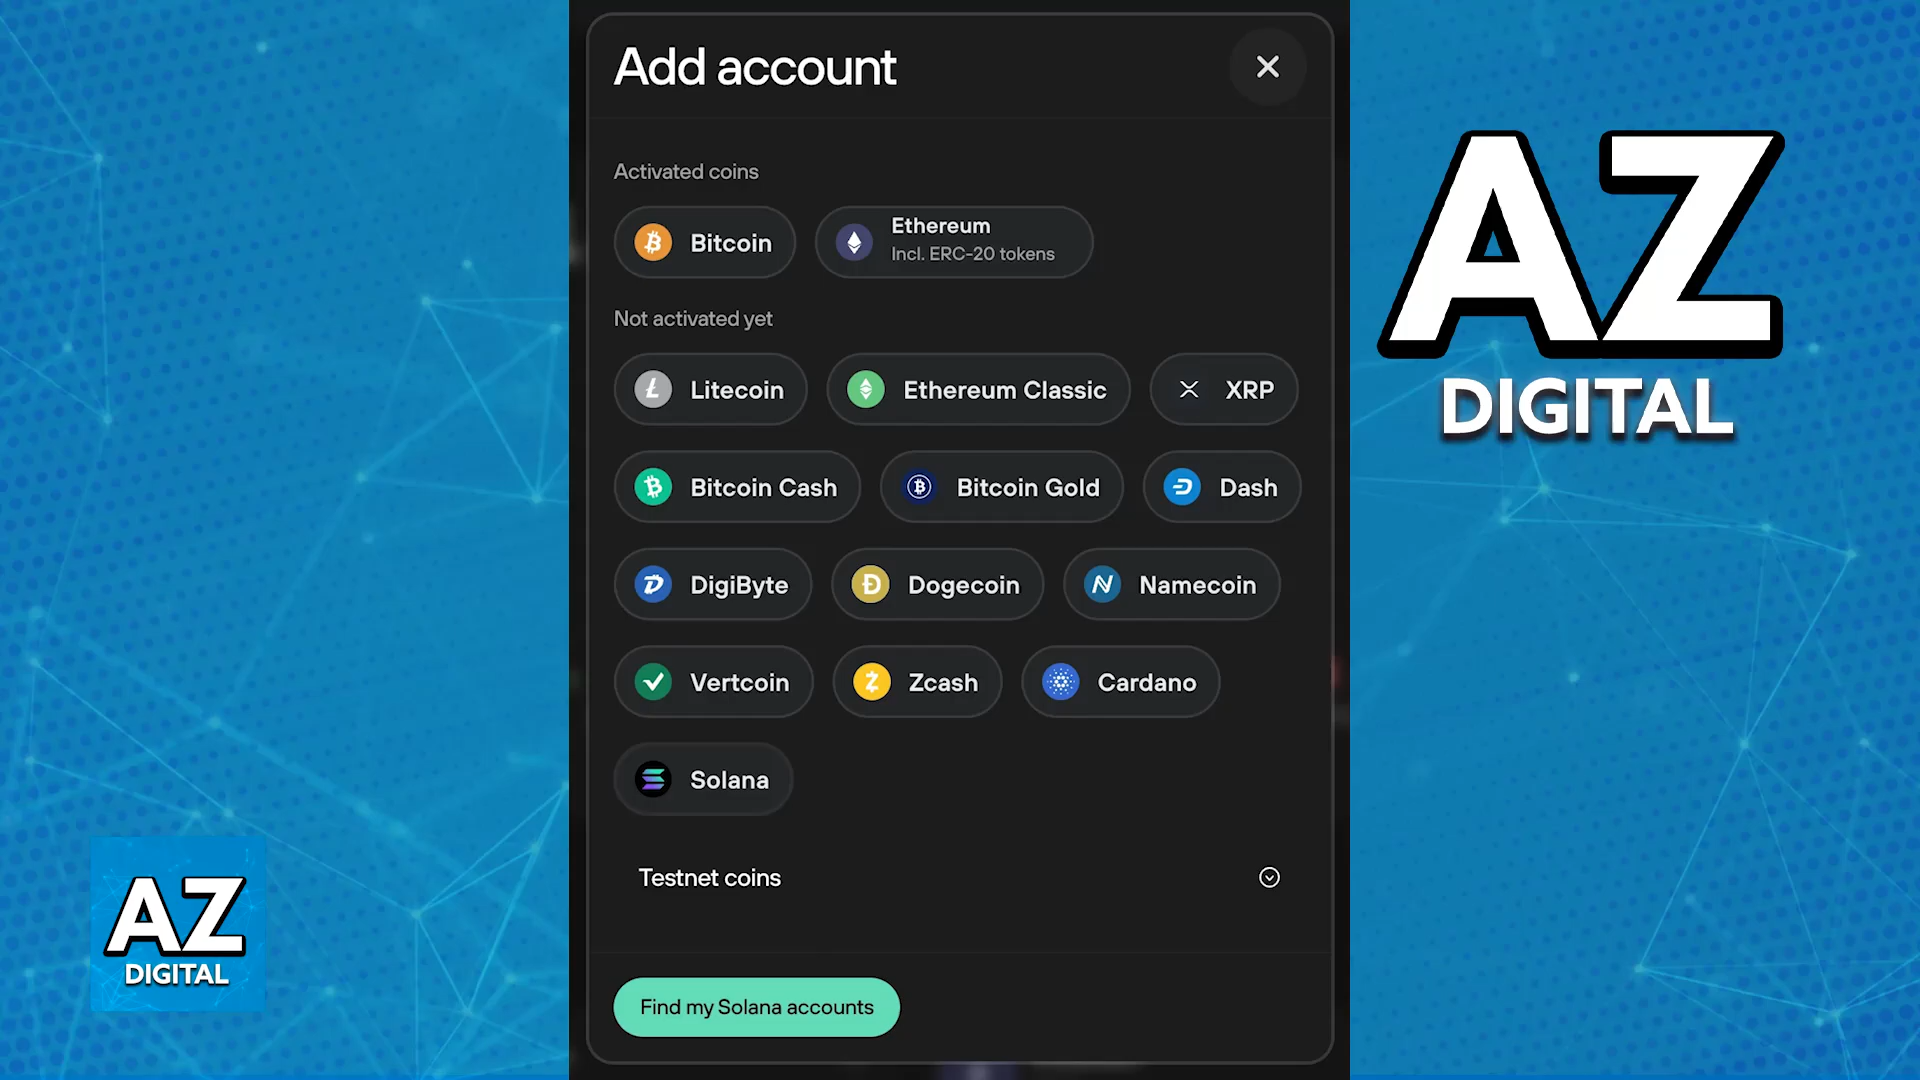 Add account
Activated coins
Bitcoin
Ethereum
Incl. ERC-20 tokens
Not activated yet
Litecoin
Ethereum Classic
XRP
Bitcoin Cash
Bitcoin Gold
Dash
DigiByte
Dogecoin
Namecoin
Vertcoin
Zcash
Cardano
Solana
Testnet coins
Find my Solana accounts
AZ
DIGITAL
AZ
DIGITAL